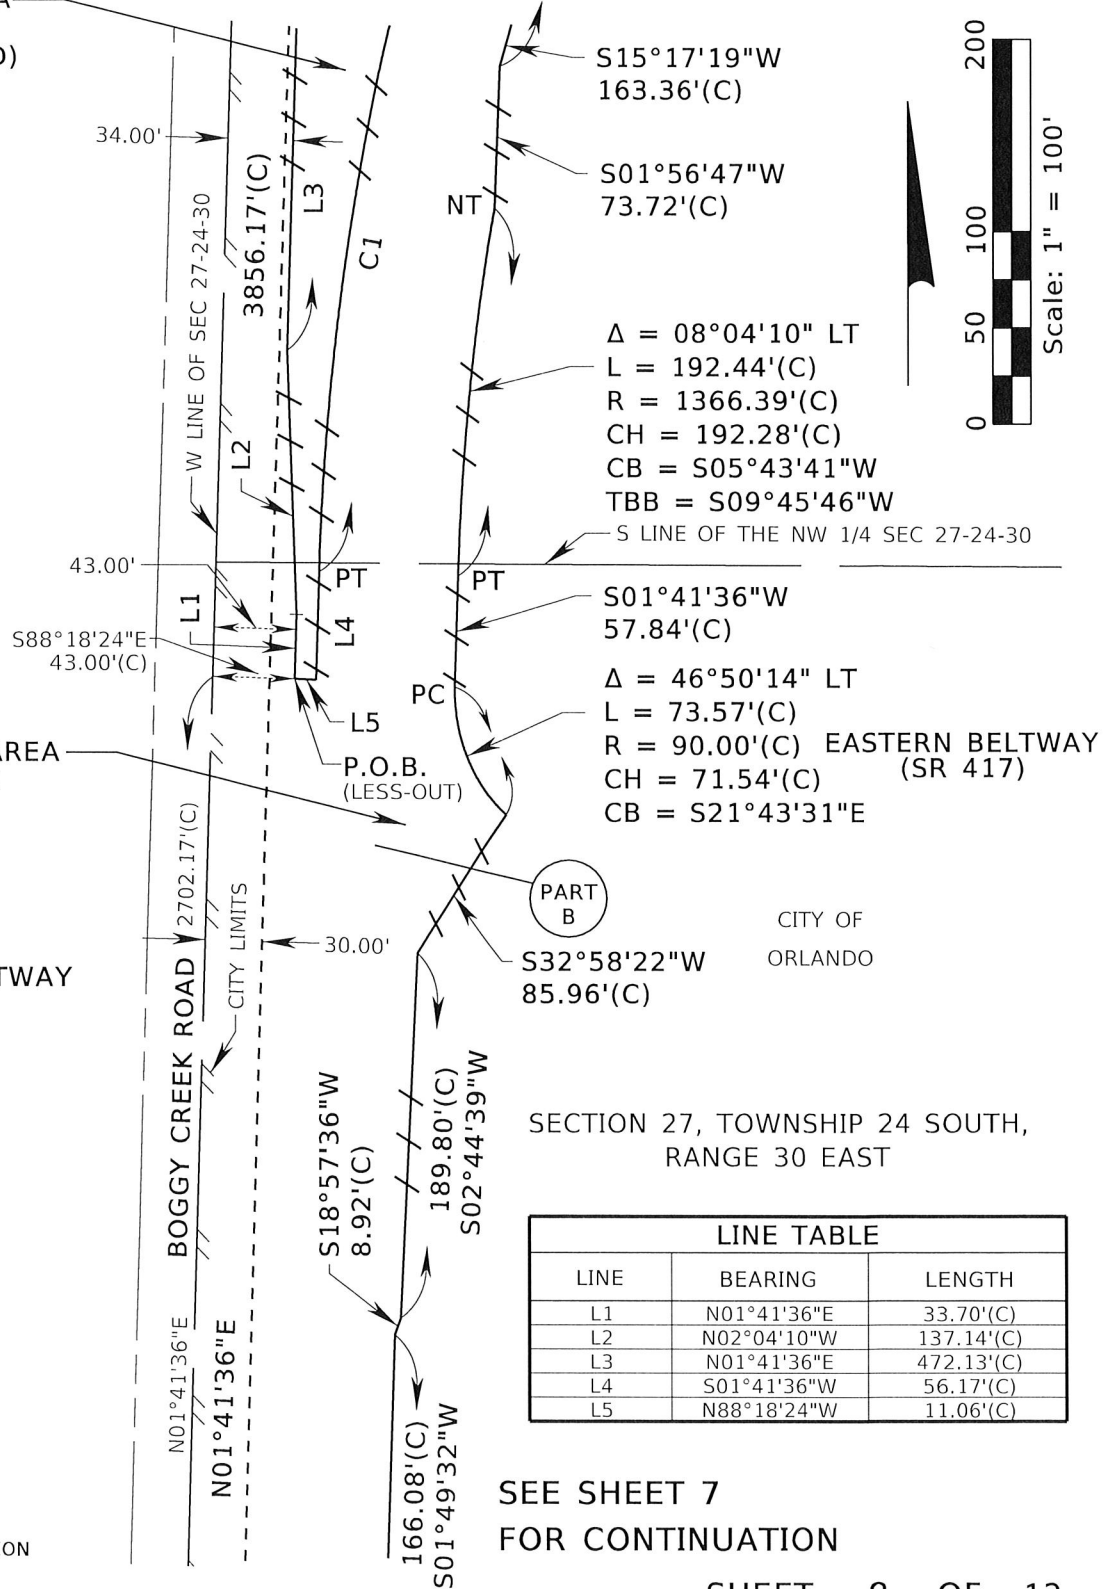 A
D)
34.00'
3856.17'(C)
W LINE OF SEC 27-24-30
L3
C1
L2
S15°17'19"W
163.36'(C)
S01°56'47"W
73.72'(C)
NT
200
100
50
0
Scale: 1" = 100'
Δ = 08°04'10" LT
L = 192.44'(C)
R = 1366.39'(C)
CH = 192.28'(C)
CB = S05°43'41"W
TBB = S09°45'46"W
S LINE OF THE NW 1/4 SEC 27-24-30
43.00'
L1
PT
PT
L4
S88°18'24"E
43.00'(C)
S01°41'36"W
57.84'(C)
PC
L5
P.O.B.
(LESS-OUT)
Δ = 46°50'14" LT
L = 73.57'(C)
R = 90.00'(C)
CH = 71.54'(C)
CB = S21°43'31"E
EASTERN BELTWAY
(SR 417)
AREA
2702.17'(C)
CITY LIMITS
30.00'
PART
B
CITY OF
ORLANDO
TWAY
S32°58'22"W
85.96'(C)
BOGGY CREEK ROAD
S18°57'36"W
8.92'(C)
189.80'(C)
S02°44'39"W
SECTION 27, TOWNSHIP 24 SOUTH,
RANGE 30 EAST
LINE TABLE
LINE BEARING LENGTH
L1 N01°41'36"E 33.70'(C)
L2 N02°04'10"W 137.14'(C)
L3 N01°41'36"E 472.13'(C)
L4 S01°41'36"W 56.17'(C)
L5 N88°18'24"W 11.06'(C)
N01°41'36"E
N01°41'36"E
166.08'(C)
S01°49'32"W
SEE SHEET 7
FOR CONTINUATION
ON
SHEET OF